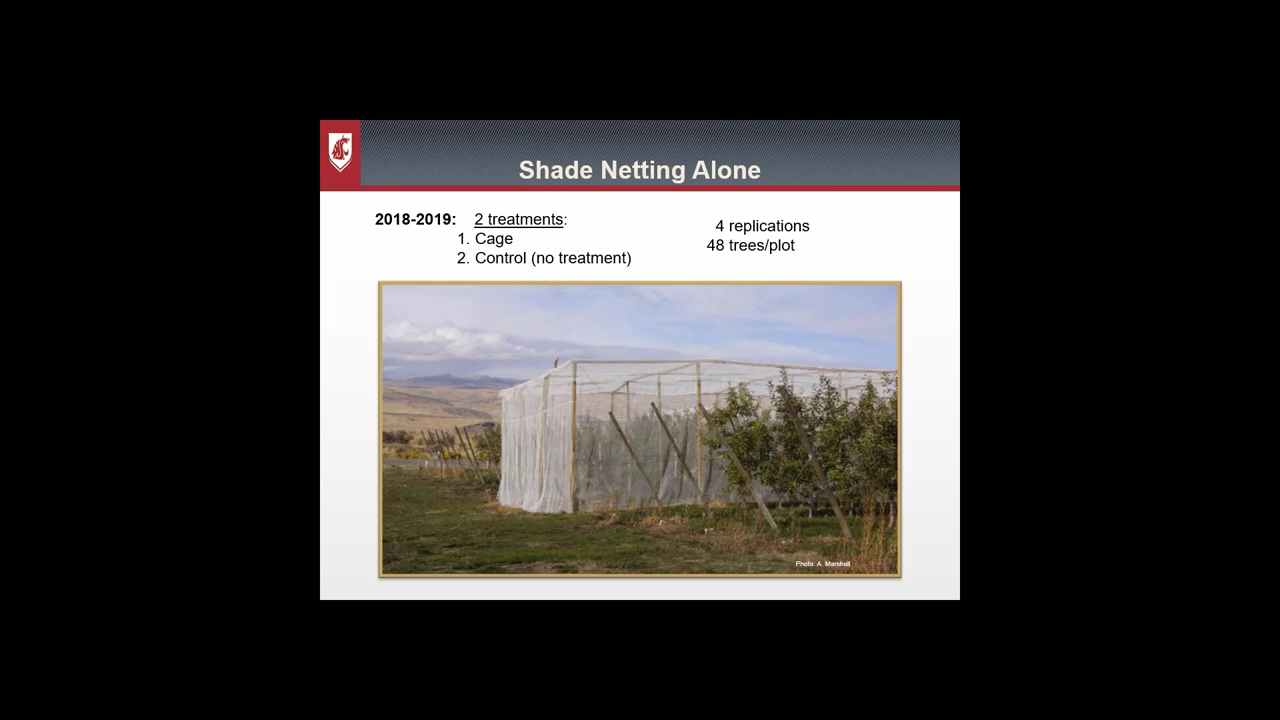 Shade Netting Alone
2018-2019: 2 treatments:
1. Cage
2. Control (no treatment)
4 replications
48 trees/plot
Photo: A. Marshall